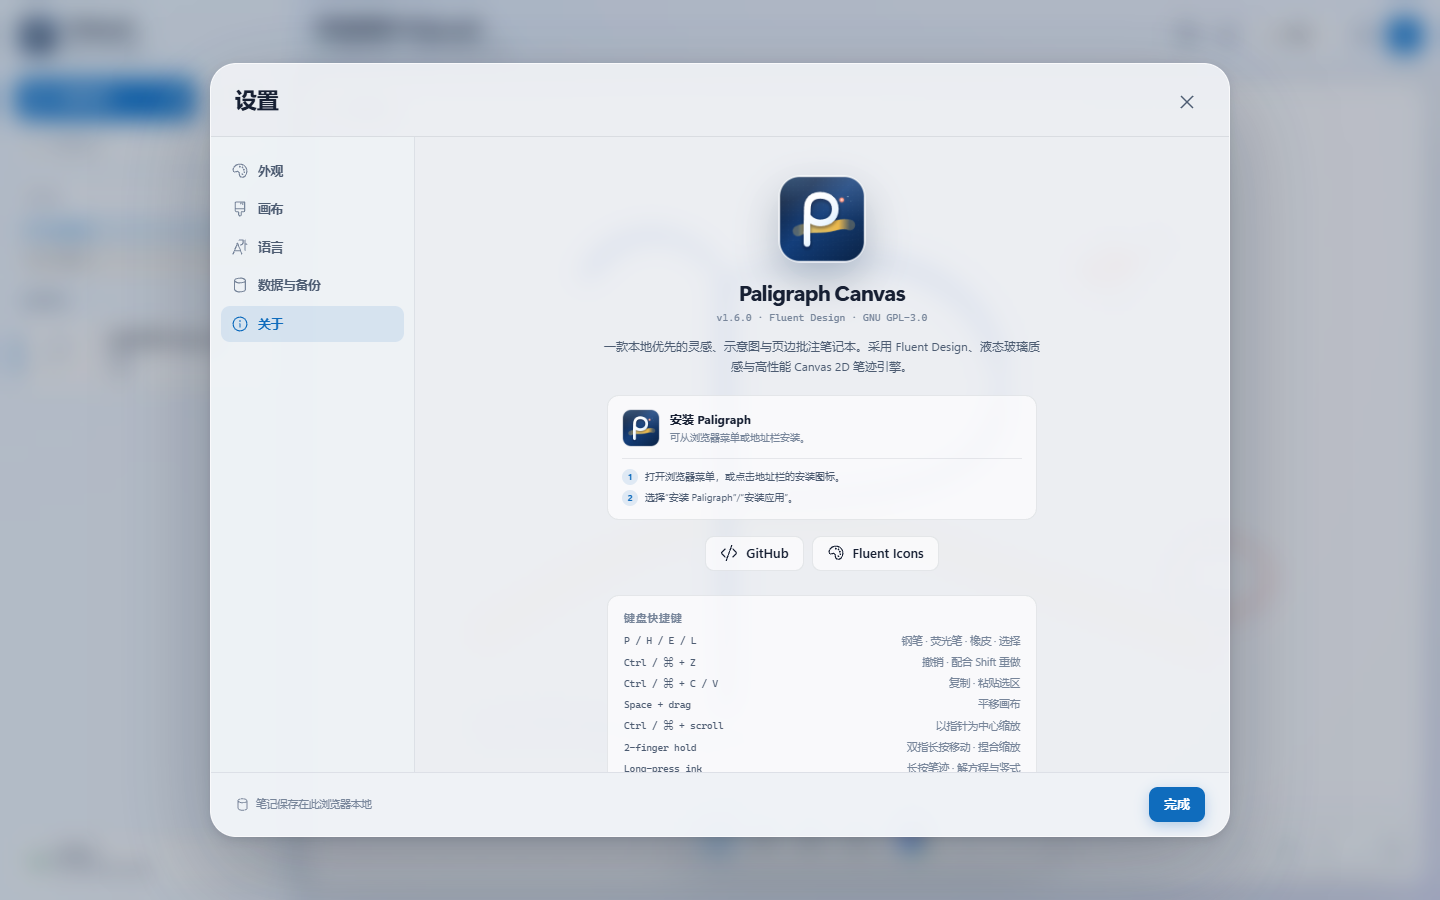 设置
外观
画布
语言
数据与备份
关于
Paligraph Canvas
v1.6.0 · Fluent Design · GNU GPL-3.0
一款本地优先的灵感、示意图与页边批注笔记本。采用 Fluent Design、液态玻璃质
感与高性能 Canvas 2D 笔迹引擎。
安装 Paligraph
可从浏览器菜单或地址栏安装。
1 打开浏览器菜单，或点击地址栏的安装图标。
2 选择“安装 Paligraph”/“安装应用”。
GitHub
Fluent Icons
键盘快捷键
P / H / E / L 钢笔 · 荧光笔 · 橡皮 · 选择
Ctrl / ⌘ + Z 撤销 · 配合 Shift 重做
Ctrl / ⌘ + C / V 复制 · 粘贴选区
Space + drag 平移画布
Ctrl / ⌘ + scroll 以指针为中心缩放
2-finger hold 双指长按移动 · 捏合缩放
Long-press ink 长按笔迹 · 解方程与竖式
笔记保存在此浏览器本地
完成